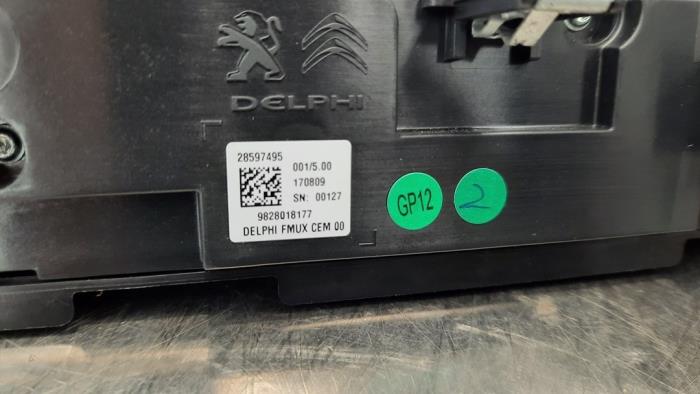 DELPHI
28597495
001/5.00
170809
SN: 00127
9828018177
DELPHI FMUX CEM 00
GP12
2